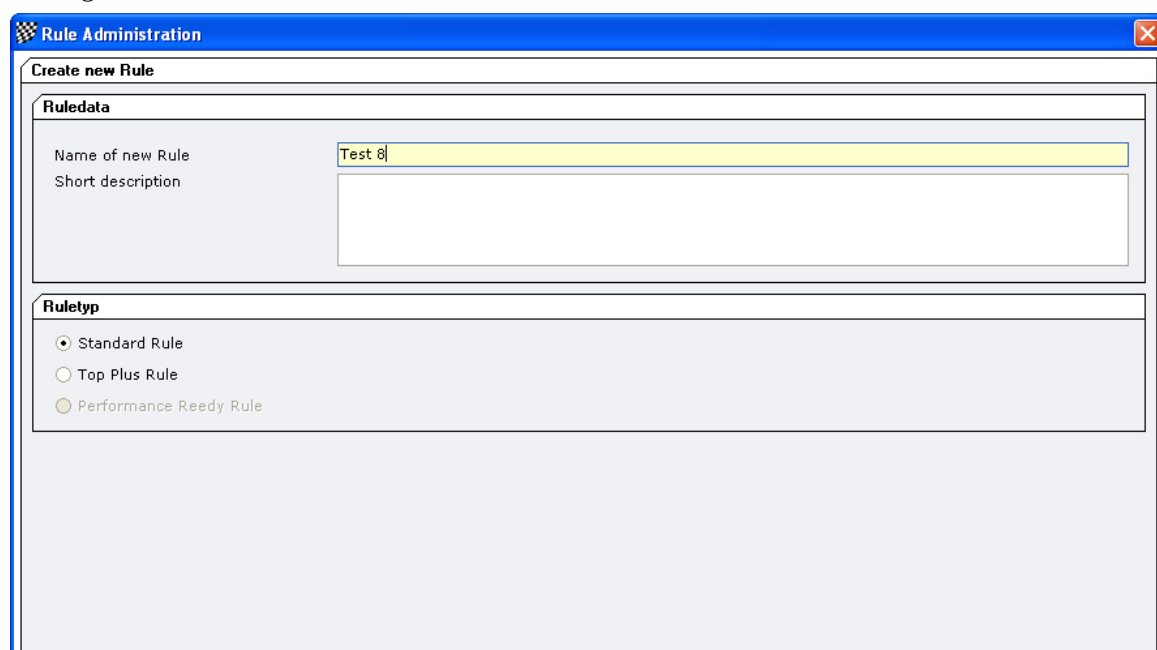 Rule Administration
Create new Rule
Ruledata
Name of new Rule
Test 8
Short description
Ruletyp
Standard Rule
Top Plus Rule
Performance Reedy Rule